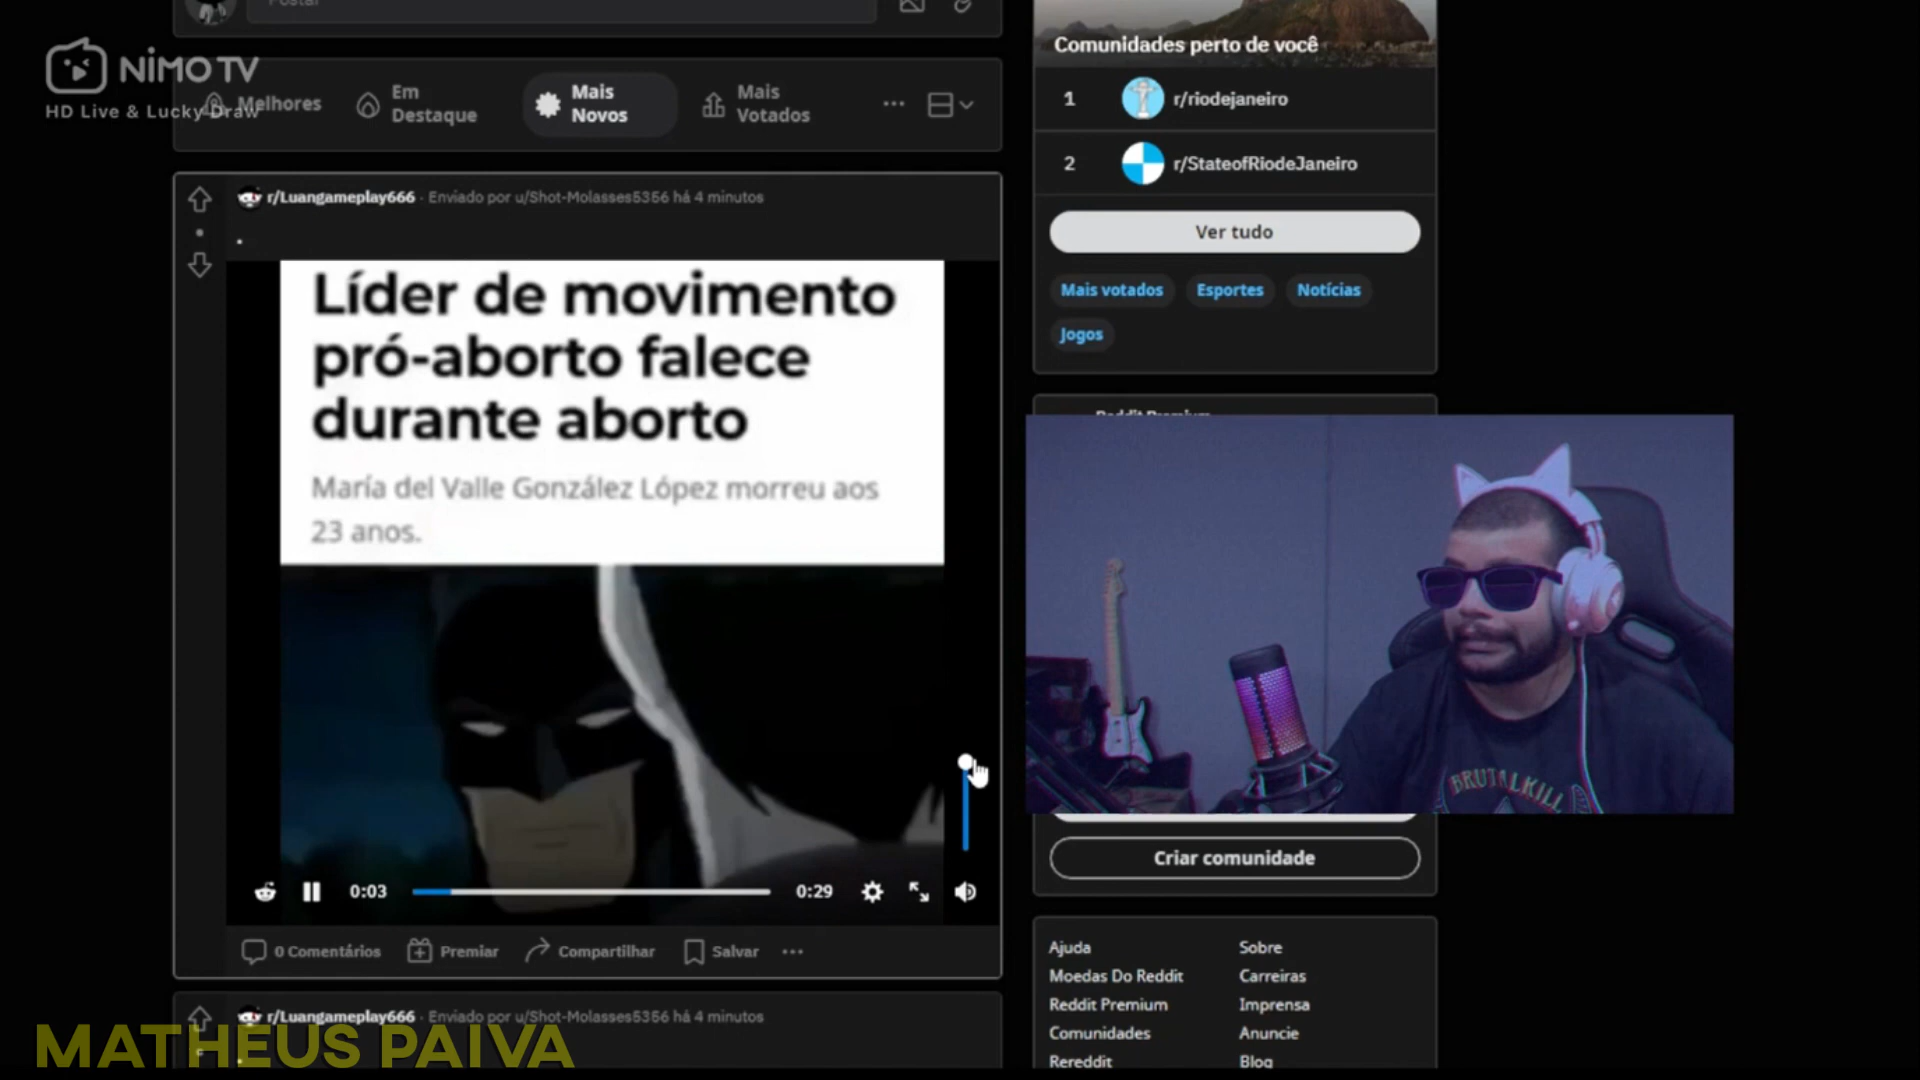 Postar
NiMO TV
HD Live & Lucky Draw
Melhores
Em
Destaque
Mais
Novos
Mais
Votados
r/Luangameplay666 · Enviado por u/Shot-Molasses5356 há 4 minutos
.
Líder de movimento
pró-aborto falece
durante aborto
María del Valle González López morreu aos
23 anos.
0:03
0:29
0 Comentários
Premiar
Compartilhar
Salvar
r/Luangameplay666 · Enviado por u/Shot-Molasses5356 há 4 minutos
MATHEUS PAIVA
Comunidades perto de você
1 r/riodejaneiro
2 r/StateofRiodeJaneiro
Ver tudo
Mais votados Esportes Notícias
Jogos
Reddit Premium
BRUTALKILL
Criar comunidade
Ajuda Sobre
Moedas Do Reddit Carreiras
Reddit Premium Imprensa
Comunidades Anuncie
Rereddit Blog